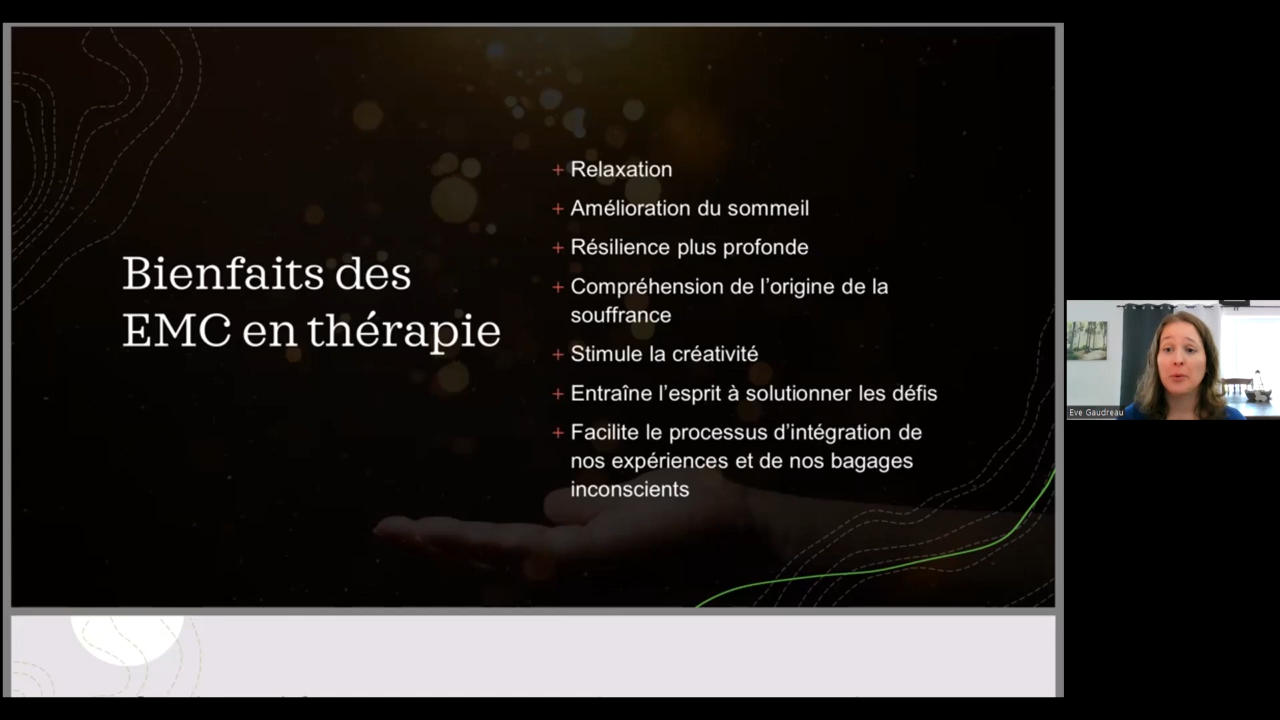 Bienfaits des
EMC en thérapie
+ Relaxation
+ Amélioration du sommeil
+ Résilience plus profonde
+ Compréhension de l’origine de la
souffrance
+ Stimule la créativité
+ Entraîne l’esprit à solutionner les défis
+ Facilite le processus d’intégration de
nos expériences et de nos bagages
inconscients
Eve Gaudreau